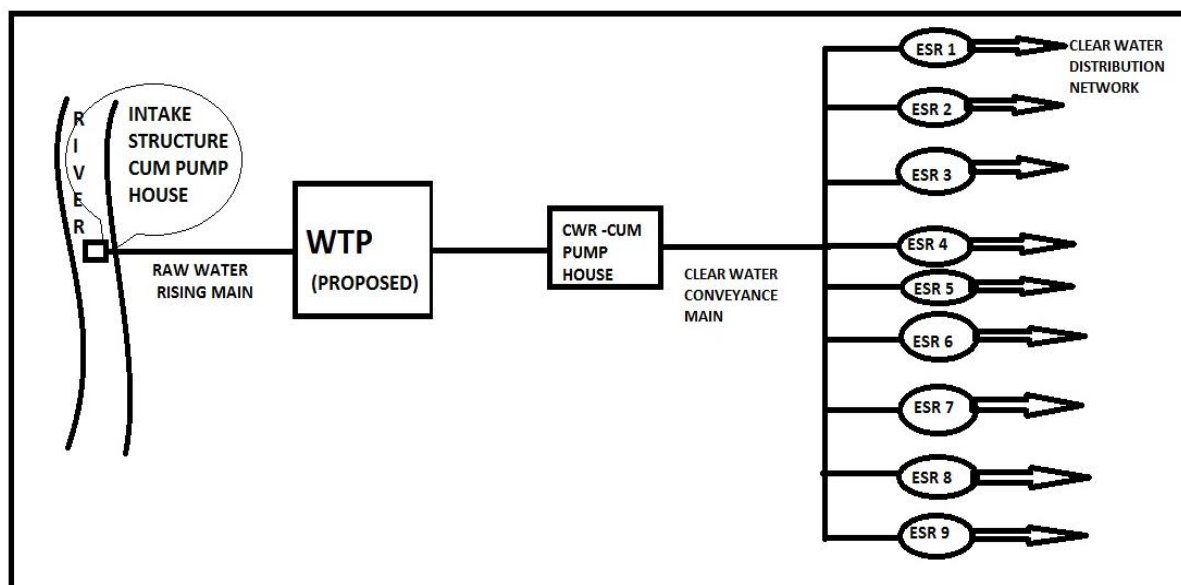 RIVER
INTAKE
STRUCTURE
CUM PUMP
HOUSE
RAW WATER
RISING MAIN
WTP
(PROPOSED)
CWR -CUM
PUMP
HOUSE
CLEAR WATER
CONVEYANCE
MAIN
ESR 1
ESR 2
ESR 3
ESR 4
ESR 5
ESR 6
ESR 7
ESR 8
ESR 9
CLEAR WATER
DISTRIBUTION
NETWORK